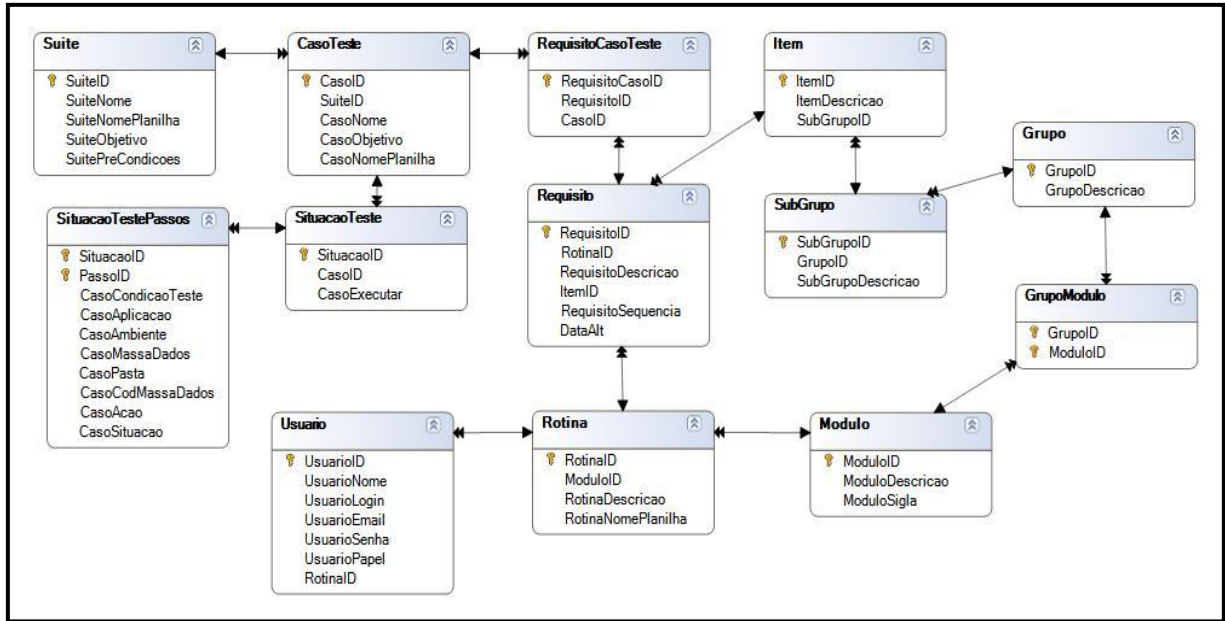 Suite
SuiteID
SuiteNome
SuiteNomePlanilha
SuiteObjetivo
SuitePreCondicoes
CasoTeste
CasoID
SuiteID
CasoNome
CasoObjetivo
CasoNomePlanilha
RequisitoCasoTeste
RequisitoCasoID
RequisitoID
CasoID
Item
ItemID
ItemDescricao
SubGrupoID
Grupo
GrupoID
GrupoDescricao
SituacaoTestePassos
SituacaoID
PassoID
CasoCondicaoTeste
CasoAplicacao
CasoAmbiente
CasoMassaDados
CasoPasta
CasoCodMassaDados
CasoAcao
CasoSituacao
SituacaoTeste
SituacaoID
CasoID
CasoExecutar
Requisito
RequisitoID
RotinaID
RequisitoDescricao
ItemID
RequisitoSequencia
DataAlt
SubGrupo
SubGrupoID
GrupoID
SubGrupoDescricao
GrupoModulo
GrupoID
ModuloID
Usuario
UsuarioID
UsuarioNome
UsuarioLogin
UsuarioEmail
UsuarioSenha
UsuarioPapel
RotinaID
Rotina
RotinaID
ModuloID
RotinaDescricao
RotinaNomePlanilha
Modulo
ModuloID
ModuloDescricao
ModuloSigla